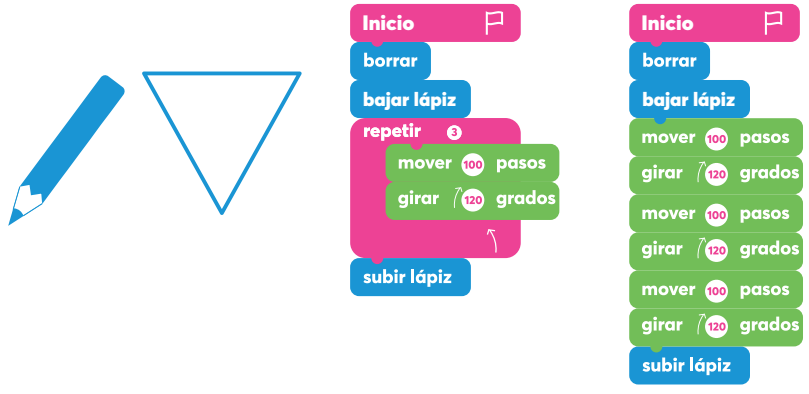 Inicio
borrar
bajar lápiz
repetir 3
mover 100 pasos
girar 120 grados
subir lápiz
Inicio
borrar
bajar lápiz
mover 100 pasos
girar 120 grados
mover 100 pasos
girar 120 grados
mover 100 pasos
girar 120 grados
subir lápiz